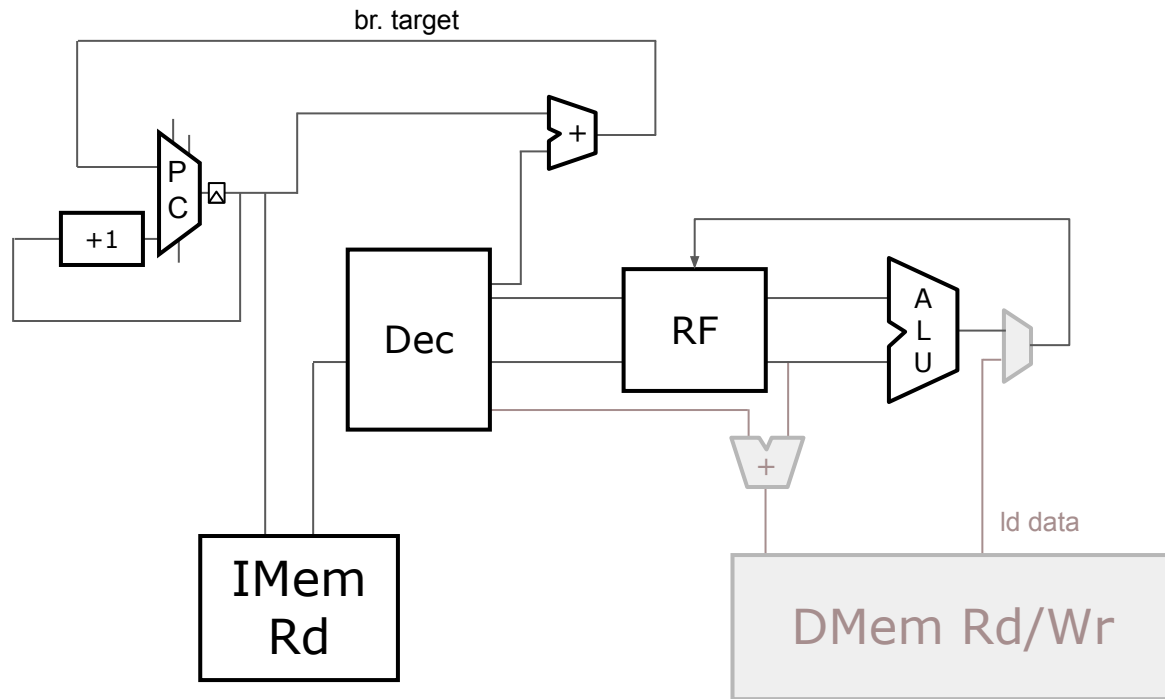 br. target
+
P
C
+1
Dec
RF
A
L
U
+
ld data
IMem
Rd
DMem Rd/Wr